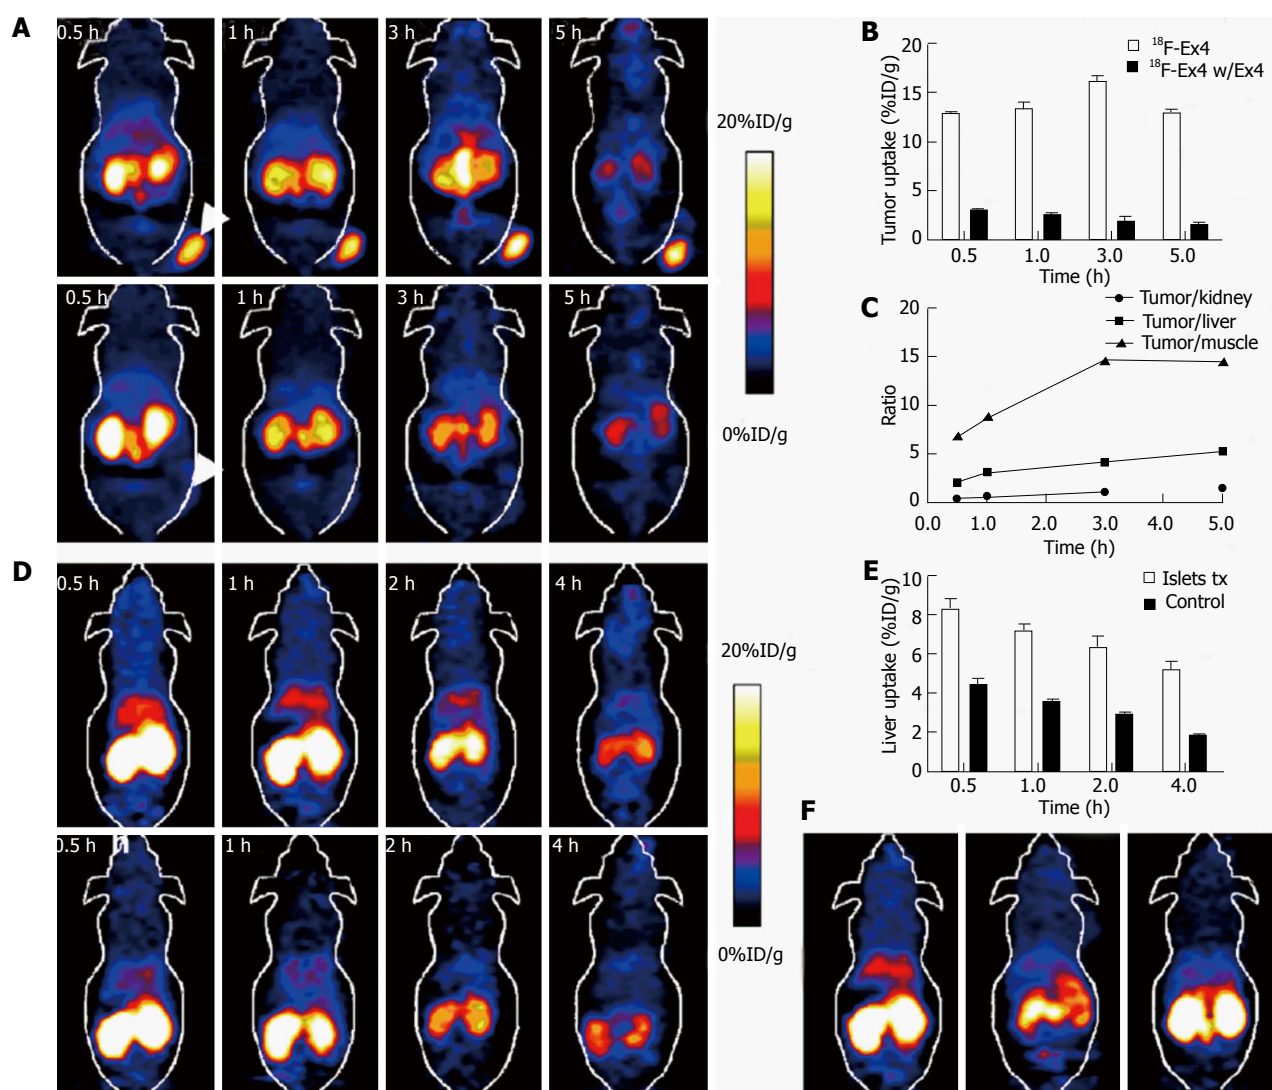 A
0.5 h
1 h
3 h
5 h
0.5 h
1 h
3 h
5 h
20%ID/g
0%ID/g
B
20
15
10
5
0
Tumor uptake (%ID/g)
18F-Ex4
18F-Ex4 w/Ex4
0.5
1.0
3.0
5.0
Time (h)
C
Tumor/kidney
Tumor/liver
Tumor/muscle
20
15
10
5
0
Ratio
0.0
1.0
2.0
3.0
4.0
5.0
Time (h)
D
0.5 h
1 h
2 h
4 h
0.5 h
1 h
2 h
4 h
20%ID/g
0%ID/g
E
10
8
6
4
2
0
Liver uptake (%ID/g)
Islets tx
Control
0.5
1.0
2.0
4.0
Time (h)
F